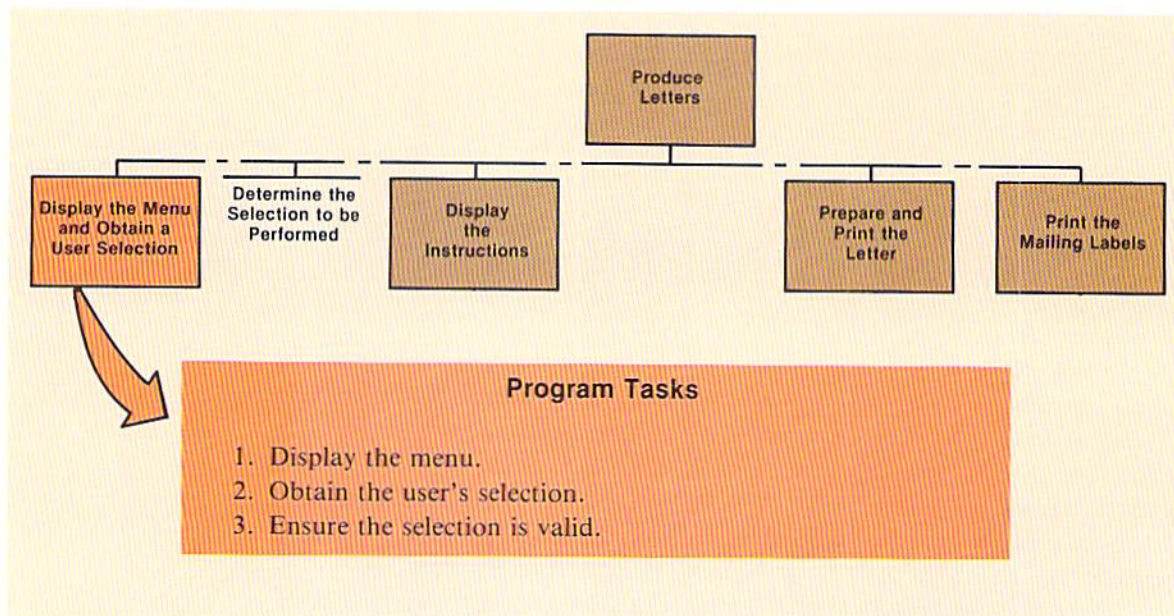 Produce
Letters
Display the Menu
and Obtain a
User Selection
Determine the
Selection to be
Performed
Display
the
Instructions
Prepare and
Print the
Letter
Print the
Mailing Labels
Program Tasks
1. Display the menu.
2. Obtain the user's selection.
3. Ensure the selection is valid.